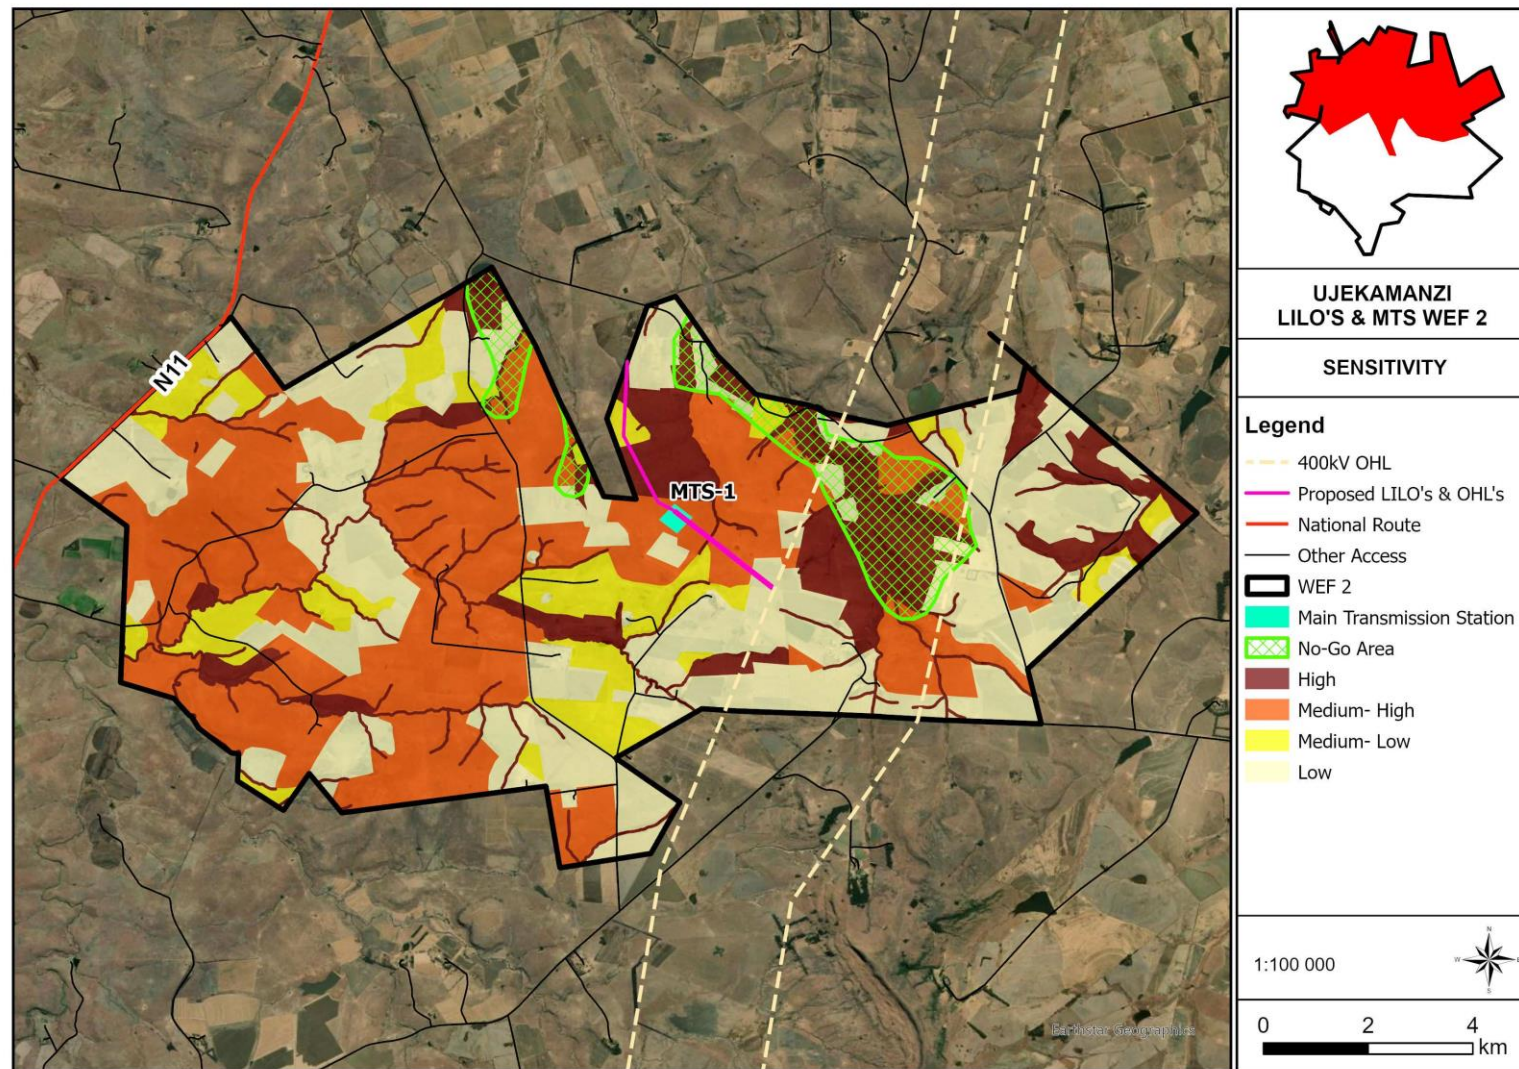 N11
MTS-1
Earthstar Geographics
UJEKAMANZI
LILO'S & MTS WEF 2
SENSITIVITY
Legend
400kV OHL
Proposed LILO's & OHL's
National Route
Other Access
WEF 2
Main Transmission Station
No-Go Area
High
Medium- High
Medium- Low
Low
1:100 000
N
W E
S
0 2 4
km